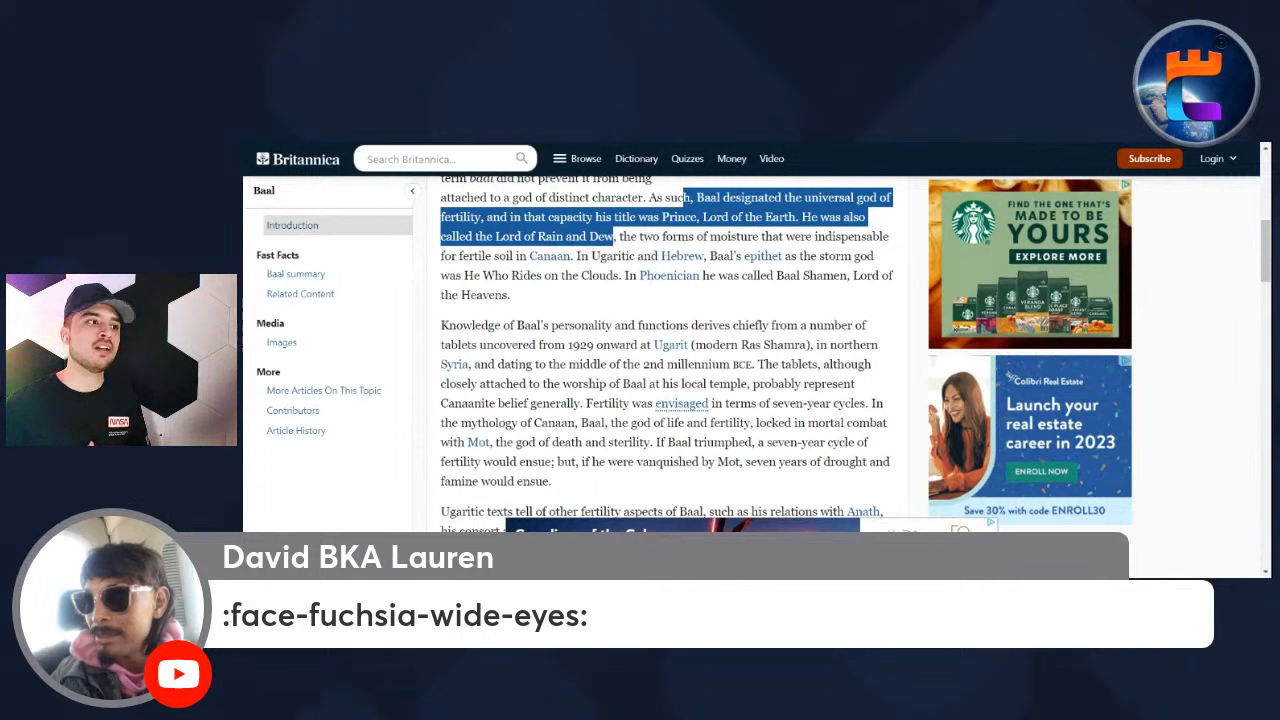 Britannica
Search Britannica...
Browse
Dictionary
Quizzes
Money
Video
Subscribe
Login
Baal
Introduction
Fast Facts
Baal summary
Related Content
Media
Images
More
More Articles On This Topic
Contributors
Article History
term baal did not prevent it from being
attached to a god of distinct character. As such, Baal designated the universal god of
fertility, and in that capacity his title was Prince, Lord of the Earth. He was also
called the Lord of Rain and Dew, the two forms of moisture that were indispensable
for fertile soil in Canaan. In Ugaritic and Hebrew, Baal's epithet as the storm god
was He Who Rides on the Clouds. In Phoenician he was called Baal Shamen, Lord of
the Heavens.
Knowledge of Baal's personality and functions derives chiefly from a number of
tablets uncovered from 1929 onward at Ugarit (modern Ras Shamra), in northern
Syria, and dating to the middle of the 2nd millennium BCE. The tablets, although
closely attached to the worship of Baal at his local temple, probably represent
Canaanite belief generally. Fertility was envisaged in terms of seven-year cycles. In
the mythology of Canaan, Baal, the god of life and fertility, locked in mortal combat
with Mot, the god of death and sterility. If Baal triumphed, a seven-year cycle of
fertility would ensue; but, if he were vanquished by Mot, seven years of drought and
famine would ensue.
Ugaritic texts tell of other fertility aspects of Baal, such as his relations with Anath,
his consort
FIND THE ONE THAT'S
MADE TO BE
YOURS
EXPLORE MORE
Colibri Real Estate
Launch your
real estate
career in 2023
ENROLL NOW
Save 30% with code ENROLL30
NASA
David BKA Lauren
:face-fuchsia-wide-eyes: